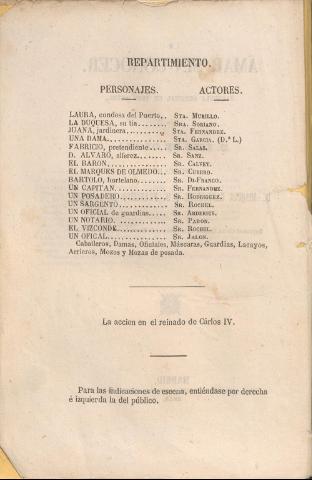 REPARTIMIENTO.
PERSONAJES. ACTORES.
LAURA, condesa del Puerto.. STA. MURILLO.
LA DUQUESA, su tia......... SRA. SORIANO.
JUANA, jardinera........... STA. FERNANDEZ.
UNA DAMA................... STA. GARCIA. (D.ª L.)
FABRICIO, pretendiente..... SR. SALAS.
D. ALVARO, alferez......... SR. SANZ.
EL BARON................... SR. CALVET.
EL MARQUES DE OLMEDO... SR. CUBERO.
BARTOLO, hortelano......... SR. DI-FRANCO.
UN CAPITAN................. SR. FERNANDEZ.
UN POSADERO................ SR. RODRIGUEZ.
UN SARGENTO................ SR. ROCHEL.
UN OFICIAL de guardias..... SR. ARDERIUS.
UN NOTARIO................. SR. PADOS.
EL VIZCONDE................ SR. ROCHEL.
UN OFICAL.................. SR. JALON.
Caballeros, Damas, Oficiales, Máscaras, Guardias, Lacayos,
Arrieros, Mozos y Mozas de posada.
La accion en el reinado de Cárlos IV.
Para las indicaciones de escena, entiéndase por derecha
é izquierda la del público.